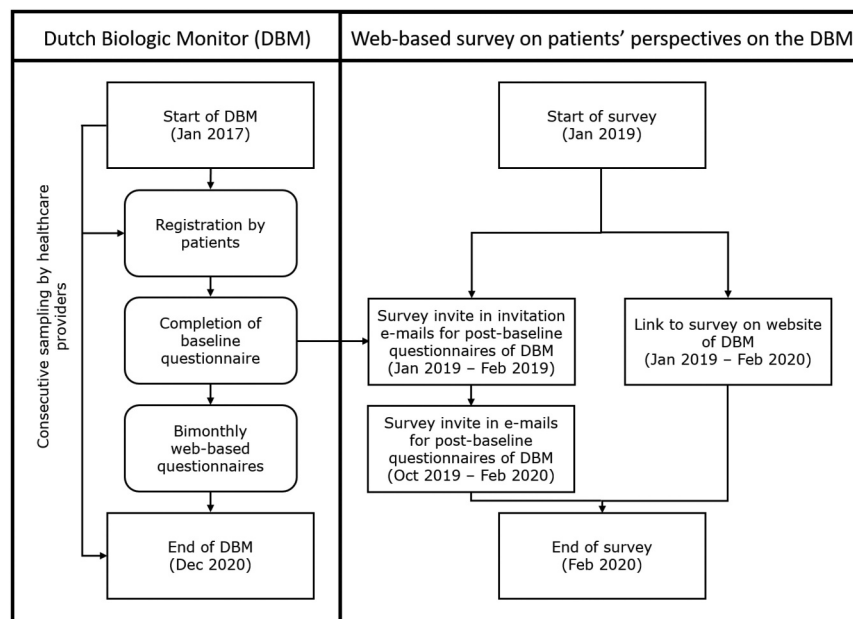 Dutch Biologic Monitor (DBM)
Web-based survey on patients' perspectives on the DBM
Consecutive sampling by healthcare
providers
Start of DBM
(Jan 2017)
Registration by
patients
Completion of
baseline
questionnaire
Bimonthly
web-based
questionnaires
End of DBM
(Dec 2020)
Start of survey
(Jan 2019)
Survey invite in invitation
e-mails for post-baseline
questionnaires of DBM
(Jan 2019 – Feb 2019)
Link to survey on website
of DBM
(Jan 2019 – Feb 2020)
Survey invite in e-mails
for post-baseline
questionnaires of DBM
(Oct 2019 – Feb 2020)
End of survey
(Feb 2020)